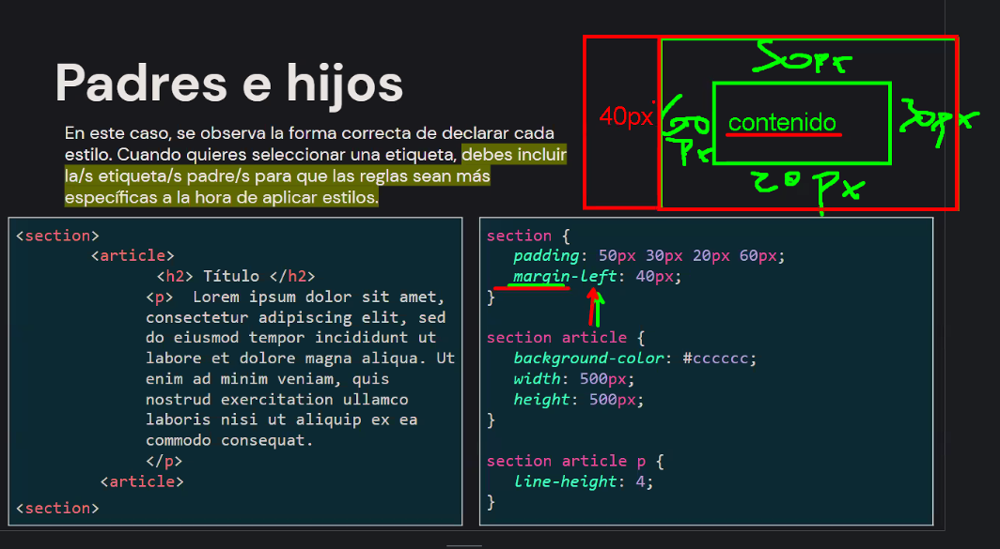 Padres e hijos
En este caso, se observa la forma correcta de declarar cada
estilo. Cuando quieres seleccionar una etiqueta, debes incluir
la/s etiqueta/s padre/s para que las reglas sean más
específicas a la hora de aplicar estilos.
50px
40px
60
px
contenido
30px
20px
<section>
<article>
<h2> Título </h2>
<p> Lorem ipsum dolor sit amet,
consectetur adipiscing elit, sed
do eiusmod tempor incididunt ut
labore et dolore magna aliqua. Ut
enim ad minim veniam, quis
nostrud exercitation ullamco
laboris nisi ut aliquip ex ea
commodo consequat.
</p>
<article>
<section>
section {
padding: 50px 30px 20px 60px;
margin-left: 40px;
}
section article {
background-color: #cccccc;
width: 500px;
height: 500px;
}
section article p {
line-height: 4;
}